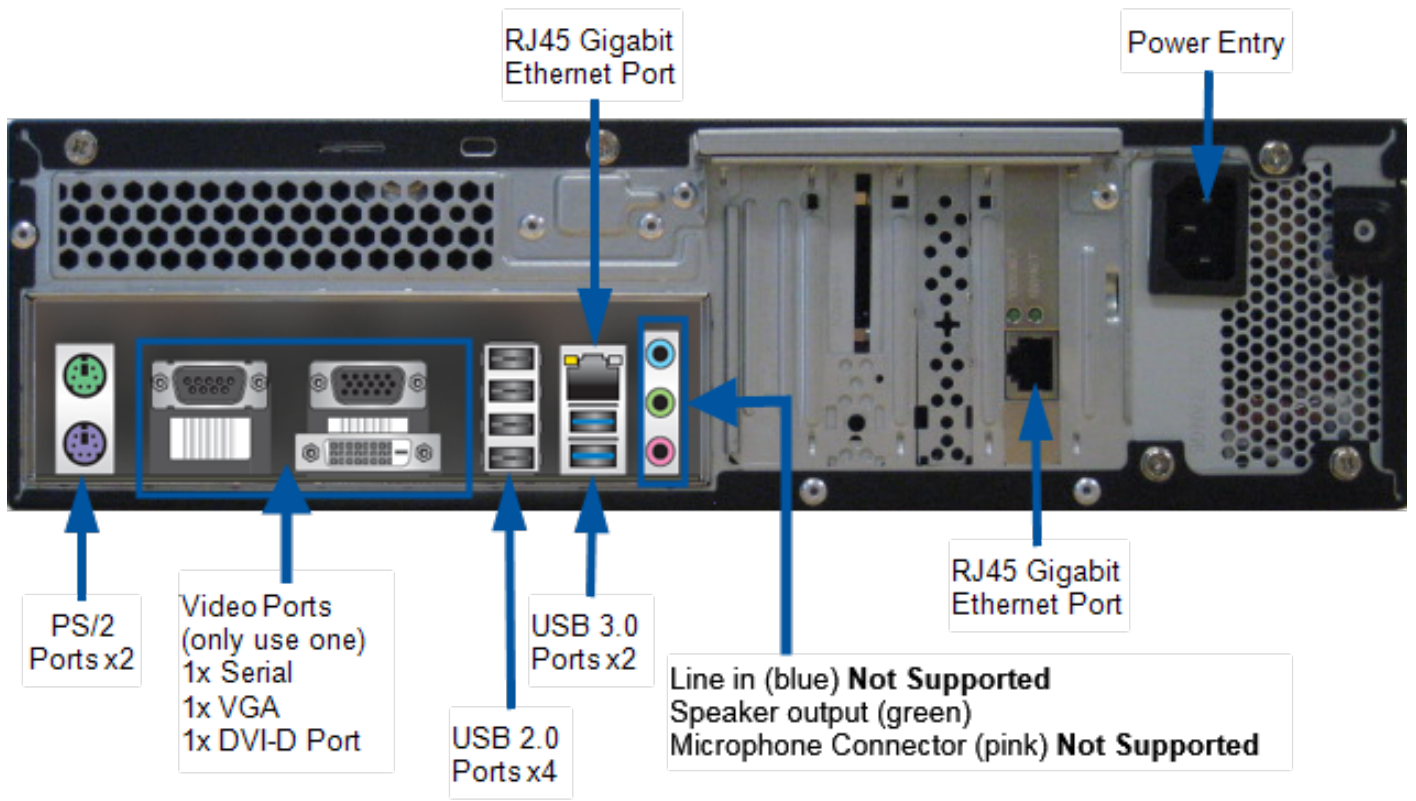 RJ45 Gigabit
Ethernet Port
Power Entry
PS/2
Ports x2
Video Ports
(only use one)
1x Serial
1x VGA
1x DVI-D Port
USB 2.0
Ports x4
USB 3.0
Ports x2
Line in (blue) Not Supported
Speaker output (green)
Microphone Connector (pink) Not Supported
RJ45 Gigabit
Ethernet Port